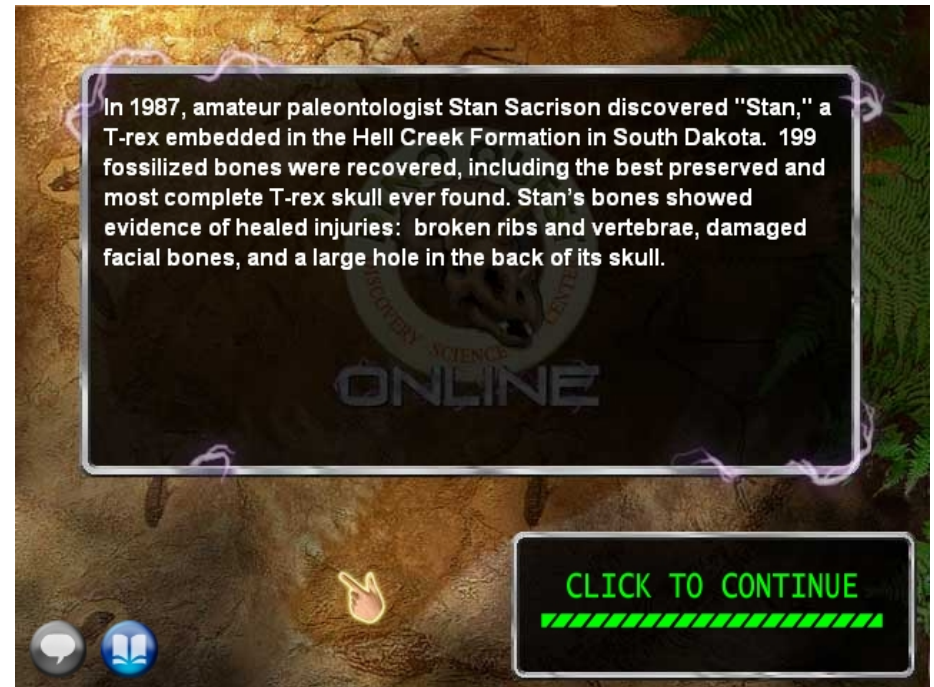 In 1987, amateur paleontologist Stan Sacrison discovered "Stan," a
T-rex embedded in the Hell Creek Formation in South Dakota.  199
fossilized bones were recovered, including the best preserved and
most complete T-rex skull ever found. Stan's bones showed
evidence of healed injuries:  broken ribs and vertebrae, damaged
facial bones, and a large hole in the back of its skull.
DISCOVERY SCIENCE CENTER
ONLINE
CLICK TO CONTINUE